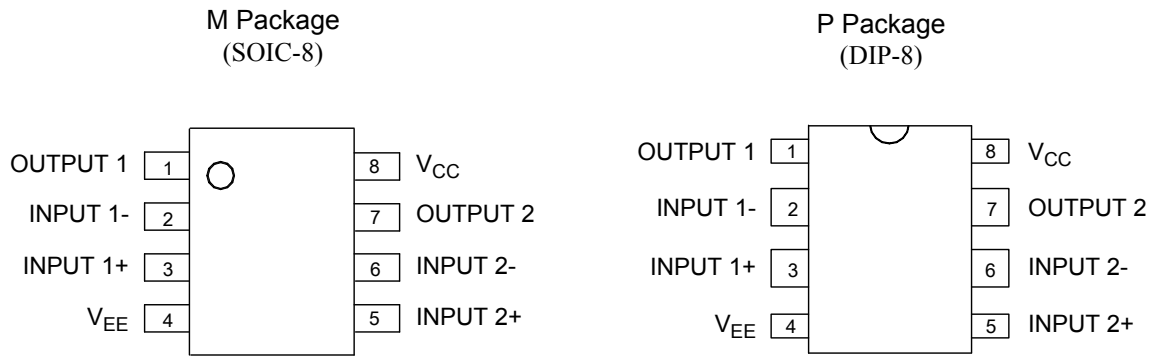 M Package
(SOIC-8)
OUTPUT 1 1
8 VCC
INPUT 1- 2
7 OUTPUT 2
INPUT 1+ 3
6 INPUT 2-
VEE 4
5 INPUT 2+
P Package
(DIP-8)
OUTPUT 1 1
8 VCC
INPUT 1- 2
7 OUTPUT 2
INPUT 1+ 3
6 INPUT 2-
VEE 4
5 INPUT 2+